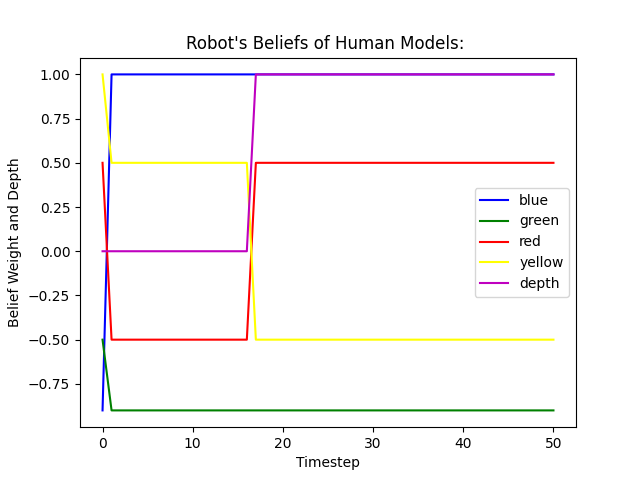 Robot's Beliefs of Human Models:
Belief Weight and Depth
1.00
0.75
0.50
0.25
0.00
−0.25
−0.50
−0.75
blue
green
red
yellow
depth
0
10
20
30
40
50
Timestep